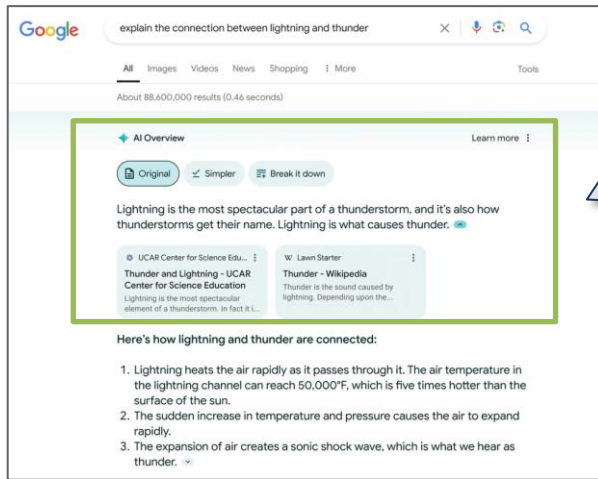 Google
explain the connection between lightning and thunder
All Images Videos News Shopping More Tools
About 88,600,000 results (0.46 seconds)
AI Overview Learn more
Original Simpler Break it down
Lightning is the most spectacular part of a thunderstorm, and it's also how
thunderstorms get their name. Lightning is what causes thunder.
UCAR Center for Science Edu...
Thunder and Lightning - UCAR
Center for Science Education
Lightning is the most spectacular
element of a thunderstorm. In fact it i...
W Lawn Starter
Thunder - Wikipedia
Thunder is the sound caused by
lightning. Depending upon the...
Here's how lightning and thunder are connected:
1. Lightning heats the air rapidly as it passes through it. The air temperature in
the lightning channel can reach 50,000°F, which is five times hotter than the
surface of the sun.
2. The sudden increase in temperature and pressure causes the air to expand
rapidly.
3. The expansion of air creates a sonic shock wave, which is what we hear as
thunder.